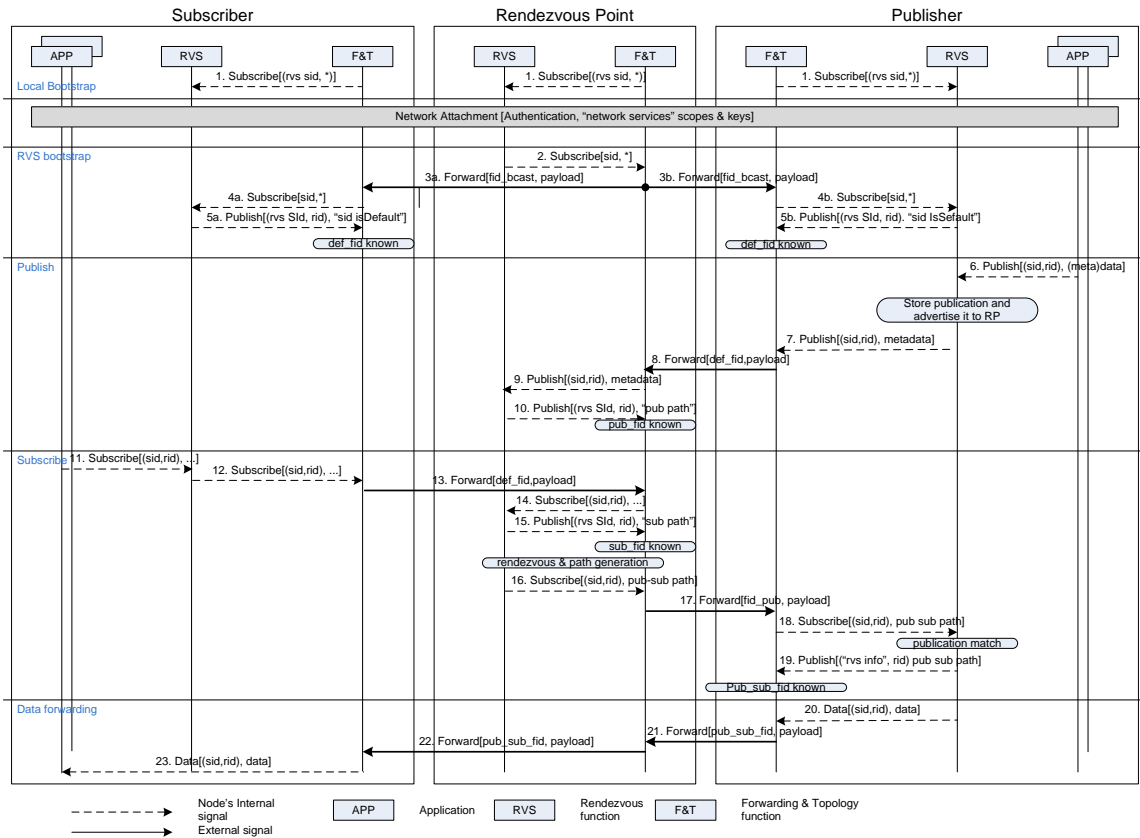 Subscriber
Rendezvous Point
Publisher
APP
RVS
F&T
RVS
F&T
F&T
RVS
APP
Local Bootstrap
1. Subscribe[(rvs sid, *)]
1. Subscribe[(rvs sid, *)]
1. Subscribe[(rvs sid,*)]
Network Attachment [Authentication, “network services” scopes & keys]
RVS bootstrap
2. Subscribe[sid, *]
3a. Forward[fid_bcast, payload]
3b. Forward[fid_bcast, payload]
4a. Subscribe[sid,*]
4b. Subscribe[sid,*]
5a. Publish[(rvs SId, rid), “sid isDefault”]
5b. Publish[(rvs SId, rid). “sid IsSefault”]
def_fid known
def_fid known
Publish
6. Publish[(sid,rid), (meta)data]
Store publication and
advertise it to RP
7. Publish[(sid,rid), metadata]
8. Forward[def_fid,payload]
9. Publish[(sid,rid), metadata]
10. Publish[(rvs SId, rid), “pub path”]
pub_fid known
Subscribe
11. Subscribe[(sid,rid), ...]
12. Subscribe[(sid,rid), ...]
13. Forward[def_fid,payload]
14. Subscribe[(sid,rid), ...]
15. Publish[(rvs SId, rid), “sub path”]
sub_fid known
rendezvous & path generation
16. Subscribe[(sid,rid), pub-sub path]
17. Forward[fid_pub, payload]
18. Subscribe[(sid,rid), pub sub path]
publication match
19. Publish[(“rvs info”, rid) pub sub path]
Pub_sub_fid known
Data forwarding
20. Data[(sid,rid), data]
21. Forward[pub_sub_fid, payload]
22. Forward[pub_sub_fid, payload]
23. Data[(sid,rid), data]
Node's Internal
signal
External signal
APP
Application
RVS
Rendezvous
function
F&T
Forwarding & Topology
function